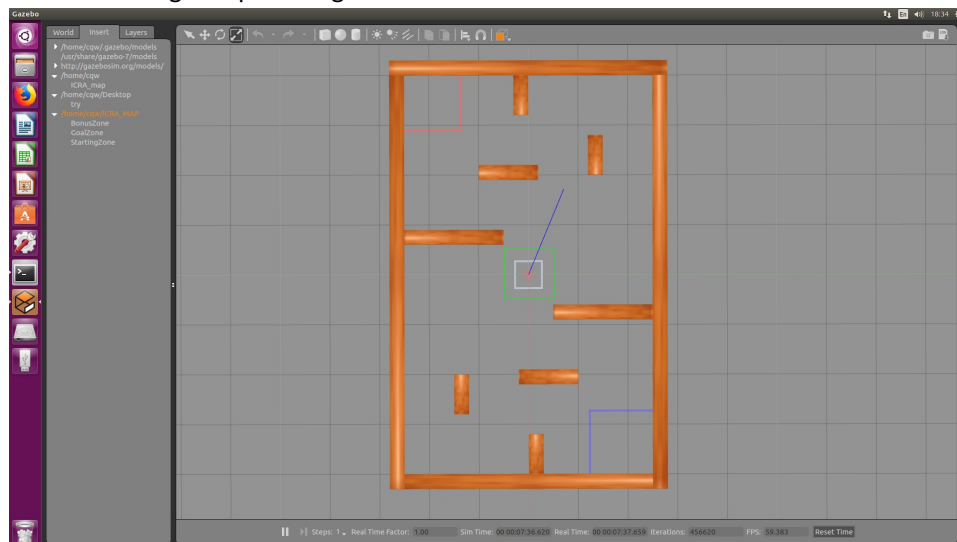 Gazebo
En
18:34
World Insert Layers
/home/cqw/.gazebo/models
/usr/share/gazebo-7/models
http://gazebosim.org/models/
/home/cqw
ICRA_map
/home/cqw/Desktop
try
/home/cqw/ICRA_MAP
BonusZone
GoalZone
StartingZone
Steps: 1 Real Time Factor: 1.00 Sim Time: 00 00:07:36.620 Real Time: 00 00:07:37.659 Iterations: 456620 FPS: 59.383 Reset Time